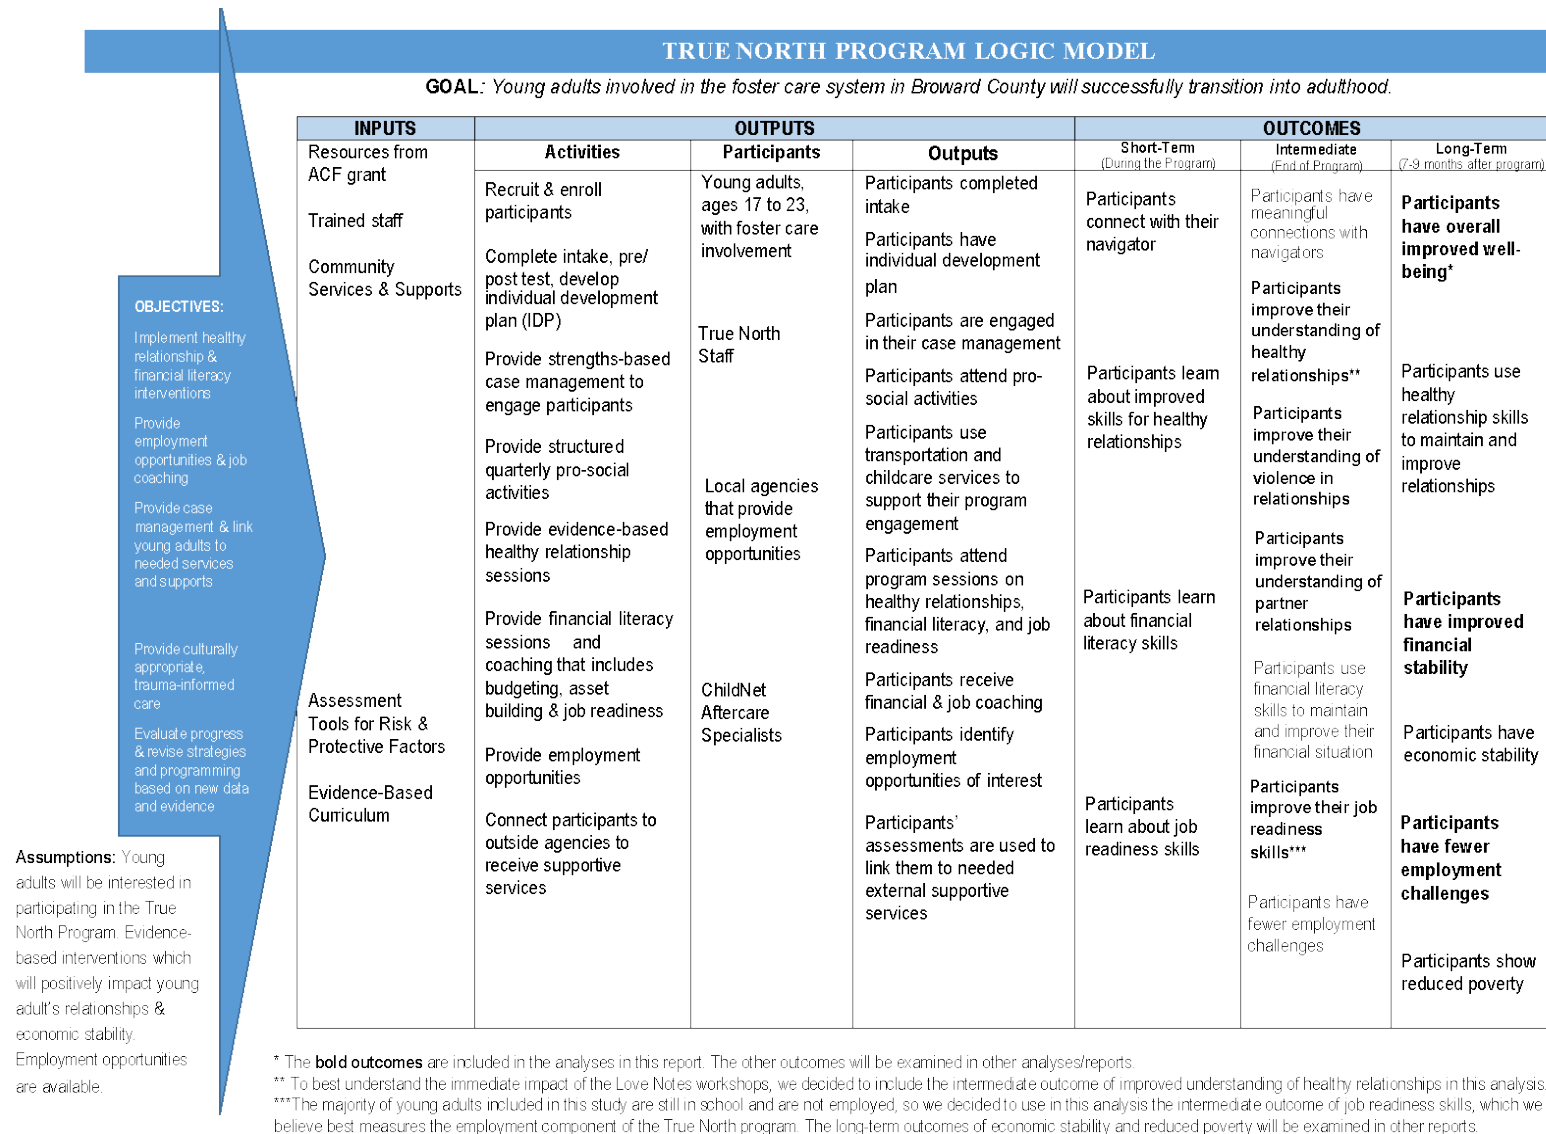 TRUE NORTH PROGRAM LOGIC MODEL
GOAL: Young adults involved in the foster care system in Broward County will successfully transition into adulthood.
OBJECTIVES:
Implement healthy
relationship &
financial literacy
interventions
Provide
employment
opportunities & job
coaching
Provide case
management & link
young adults to
needed services
and supports
Provide culturally
appropriate,
trauma-informed
care
Evaluate progress
& revise strategies
and programming
based on new data
and evidence
Assumptions: Young
adults will be interested in
participating in the True
North Program. Evidence-
based interventions which
will positively impact young
adult's relationships &
economic stability.
Employment opportunities
are available.
INPUTS
Resources from
ACF grant
Trained staff
Community
Services & Supports
Assessment
Tools for Risk &
Protective Factors
Evidence-Based
Curriculum
OUTPUTS
Activities
Recruit & enroll
participants
Complete intake, pre/
post test, develop
individual development
plan (IDP)
Provide strengths-based
case management to
engage participants
Provide structured
quarterly pro-social
activities
Provide evidence-based
healthy relationship
sessions
Provide financial literacy
sessions and
coaching that includes
budgeting, asset
building & job readiness
Provide employment
opportunities
Connect participants to
outside agencies to
receive supportive
services
Participants
Young adults,
ages 17 to 23,
with foster care
involvement
True North
Staff
Local agencies
that provide
employment
opportunities
ChildNet
Aftercare
Specialists
Outputs
Participants completed
intake
Participants have
individual development
plan
Participants are engaged
in their case management
Participants attend pro-
social activities
Participants use
transportation and
childcare services to
support their program
engagement
Participants attend
program sessions on
healthy relationships,
financial literacy, and job
readiness
Participants receive
financial & job coaching
Participants identify
employment
opportunities of interest
Participants'
assessments are used to
link them to needed
external supportive
services
OUTCOMES
Short-Term
(During the Program)
Participants
connect with their
navigator
Participants learn
about improved
skills for healthy
relationships
Participants learn
about financial
literacy skills
Participants
learn about job
readiness skills
Intermediate
(End of Program)
Participants have
meaningful
connections with
navigators
Participants
improve their
understanding of
healthy
relationships**
Participants
improve their
understanding of
violence in
relationships
Participants
improve their
understanding of
partner
relationships
Participants use
financial literacy
skills to maintain
and improve their
financial situation
Participants
improve their job
readiness
skills***
Participants have
fewer employment
challenges
Long-Term
(7-9 months after program)
Participants
have overall
improved well-
being*
Participants use
healthy
relationship skills
to maintain and
improve
relationships
Participants
have improved
financial
stability
Participants have
economic stability
Participants
have fewer
employment
challenges
Participants show
reduced poverty
* The bold outcomes are included in the analyses in this report. The other outcomes will be examined in other analyses/reports.
** To best understand the immediate impact of the Love Notes workshops, we decided to include the intermediate outcome of improved understanding of healthy relationships in this analysis.
***The majority of young adults included in this study are still in school and are not employed, so we decided to use in this analysis the intermediate outcome of job readiness skills, which we
believe best measures the employment component of the True North program. The long-term outcomes of economic stability and reduced poverty will be examined in other reports.